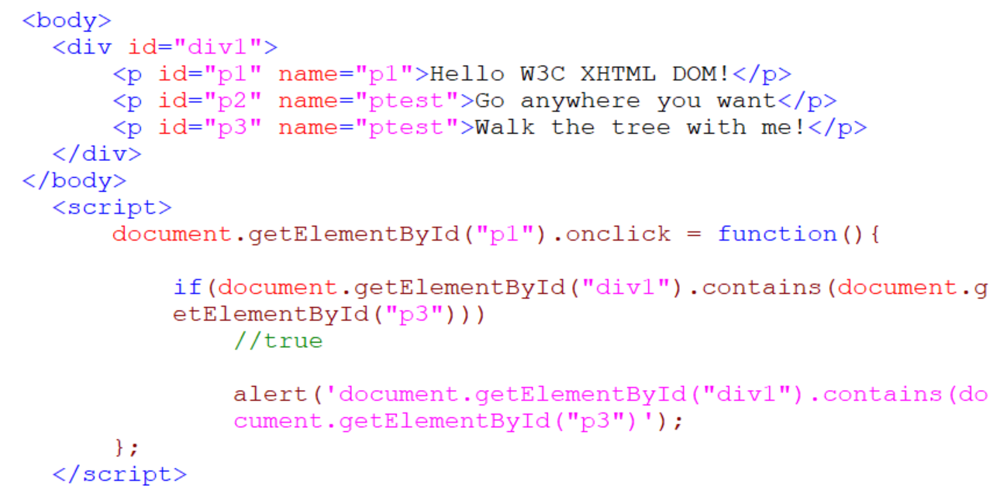 <body>
<div id="div1">
<p id="p1" name="p1">Hello W3C XHTML DOM!</p>
<p id="p2" name="ptest">Go anywhere you want</p>
<p id="p3" name="ptest">Walk the tree with me!</p>
</div>
</body>
<script>
document.getElementById("p1").onclick = function(){
if(document.getElementById("div1").contains(document.g
etElementById("p3")))
//true
alert('document.getElementById("div1").contains(do
cument.getElementById("p3")');
};
</script>